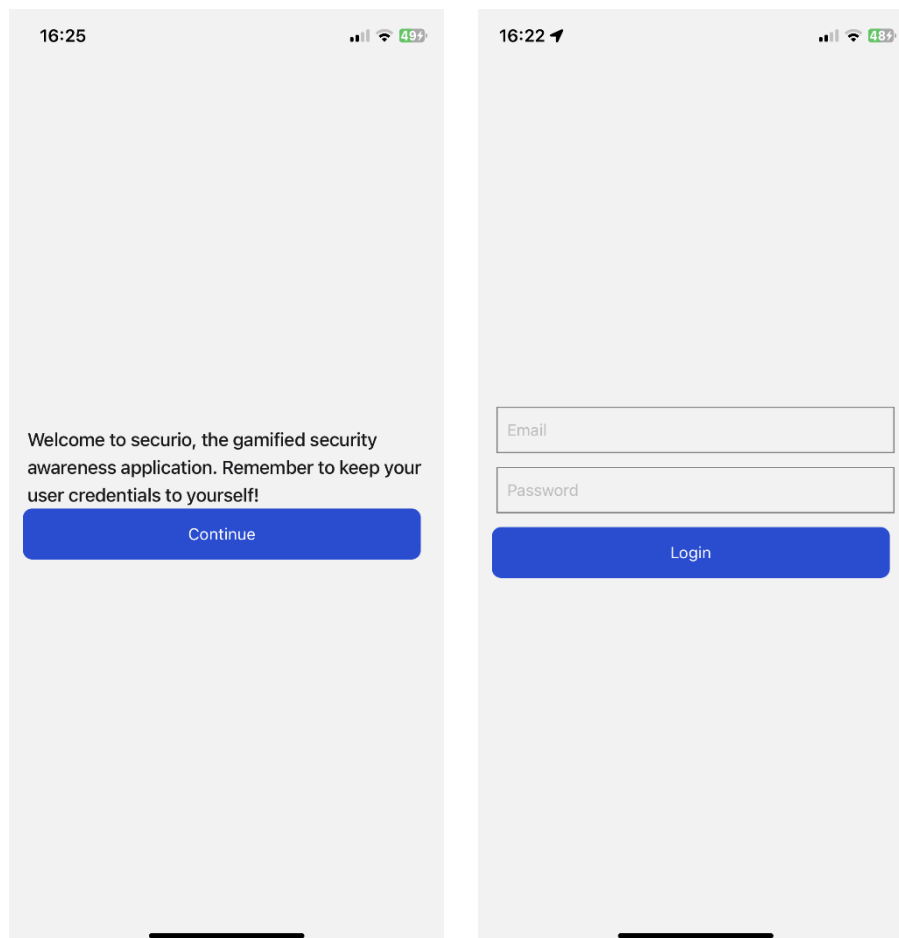 16:25
49
Welcome to securio, the gamified security
awareness application. Remember to keep your
user credentials to yourself!
Continue
16:22
48
Email
Password
Login